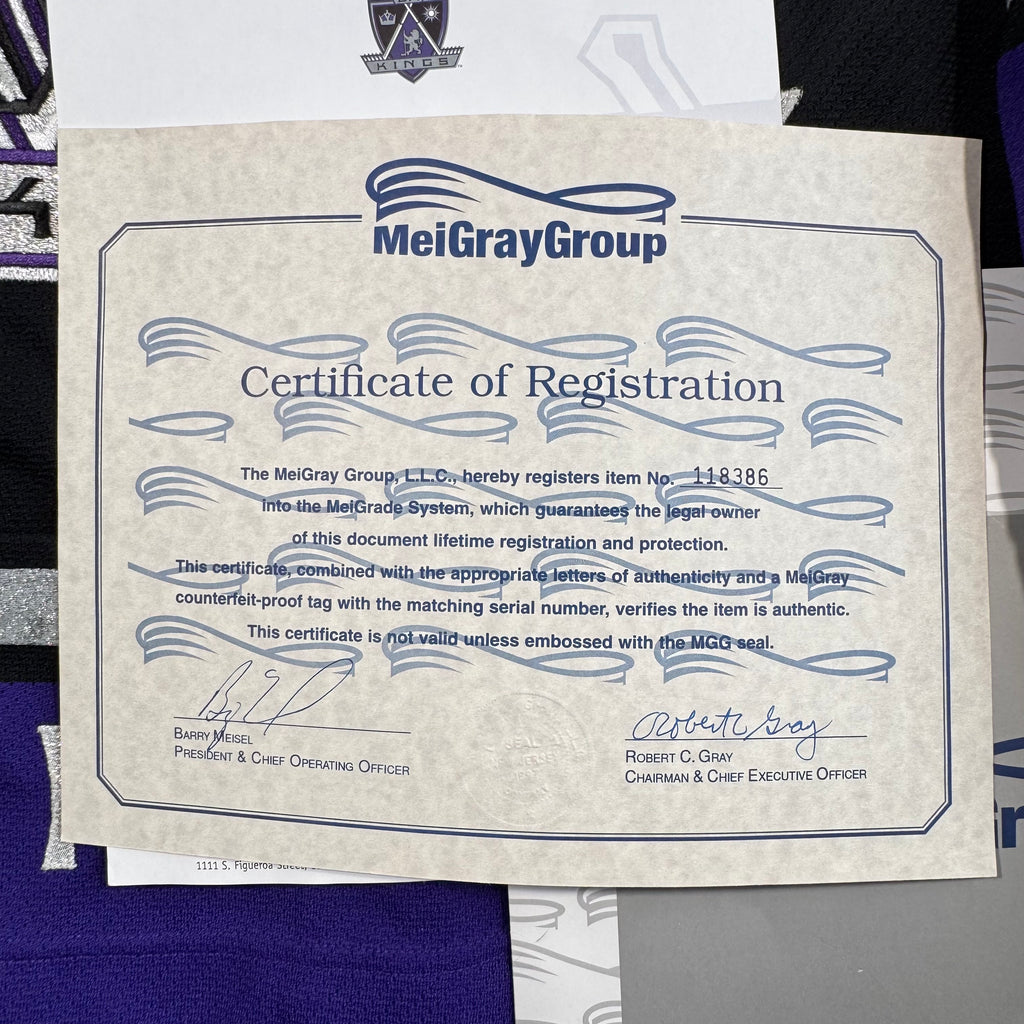 KINGS
MeiGrayGroup
Certificate of Registration
The MeiGray Group, L.L.C., hereby registers item No. 118386
into the MeiGrade System, which guarantees the legal owner
of this document lifetime registration and protection.
This certificate, combined with the appropriate letters of authenticity and a MeiGray
counterfeit-proof tag with the matching serial number, verifies the item is authentic.
This certificate is not valid unless embossed with the MGG seal.
Robert C. Gray
BARRY MEISEL
PRESIDENT & CHIEF OPERATING OFFICER
ROBERT C. GRAY
CHAIRMAN & CHIEF EXECUTIVE OFFICER
SEAL
1111 S. Figueroa Street,